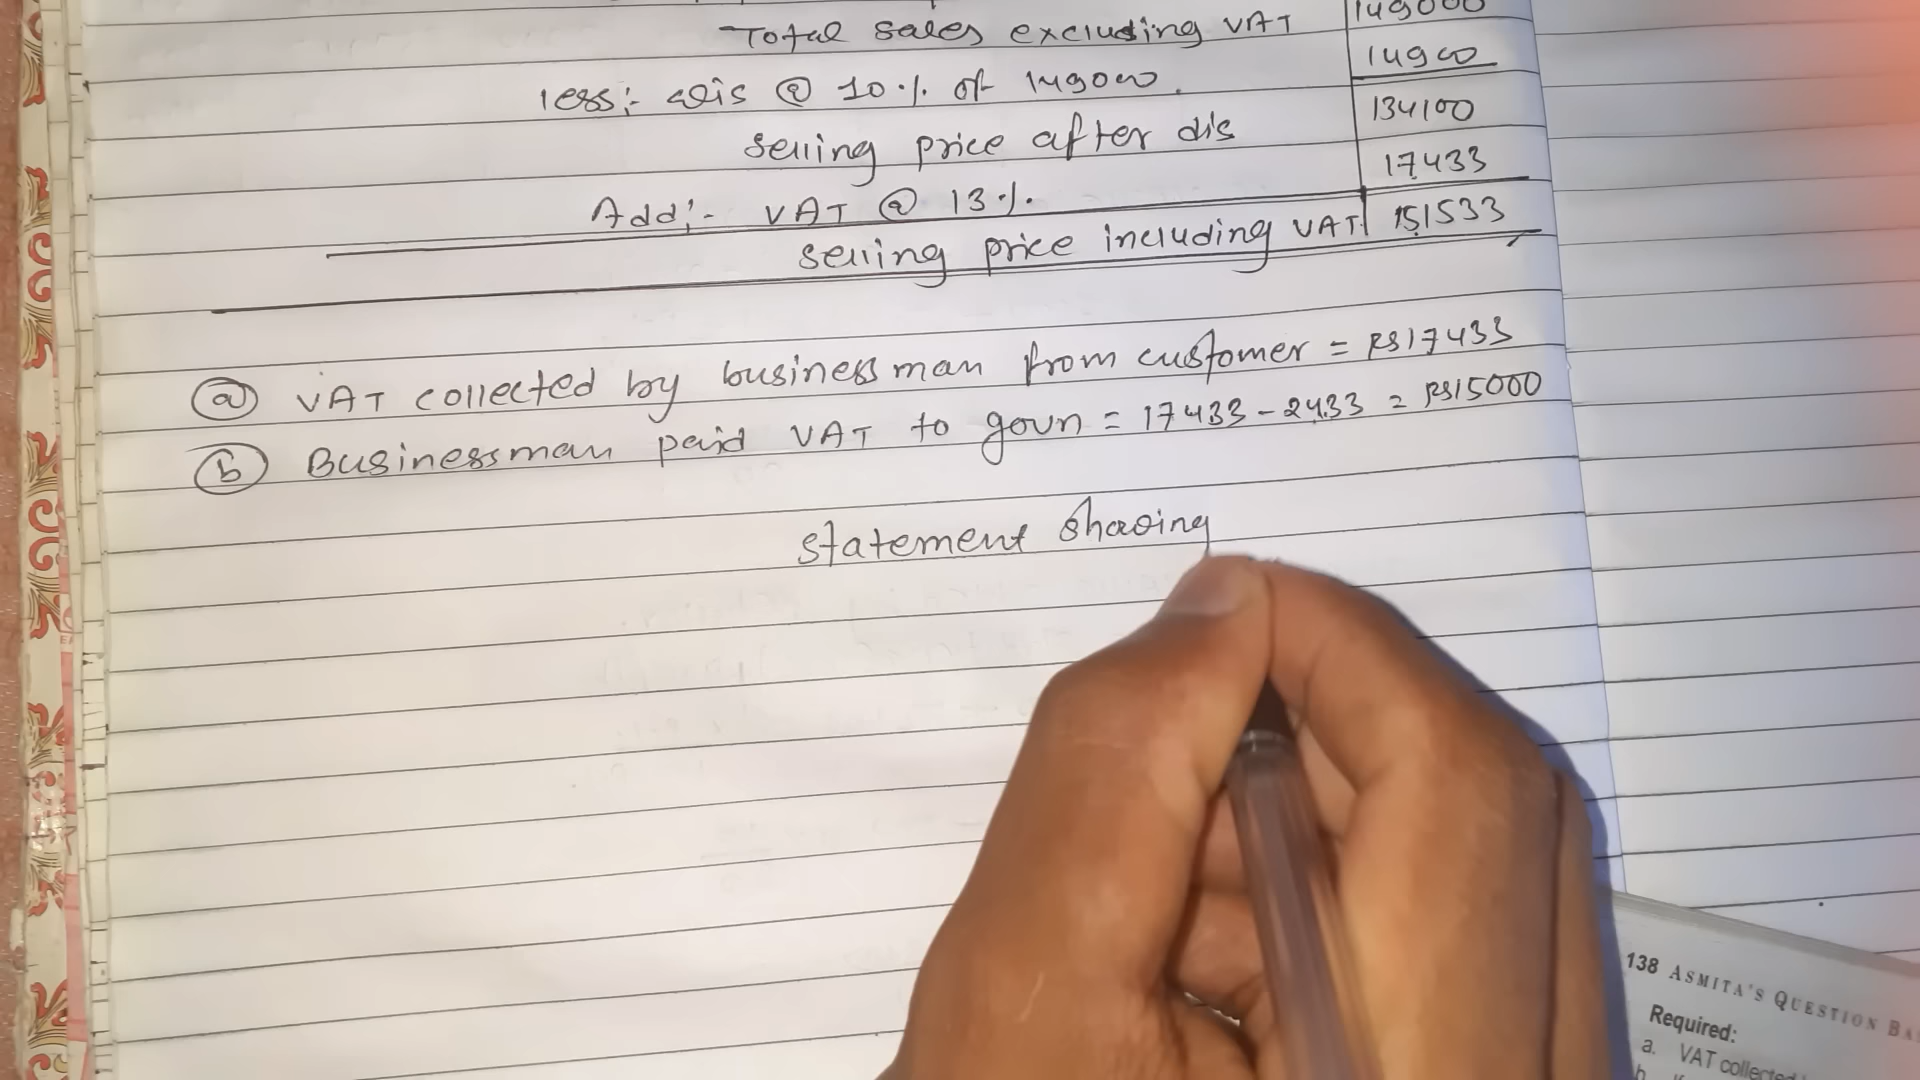 Total sales excluding VAT 149000
less:- dis @ 10% of 149000. 14900
selling price after dis 134100
Add:- VAT @ 13%. 17433
selling price including VAT 151533
(a) VAT collected by businessman from customer = RS17433
(b) Businessman paid VAT to govn = 17433 - 2433 = RS15000
statement showing
138 ASMITA'S QUESTION
Required:
a. VAT collected
b.